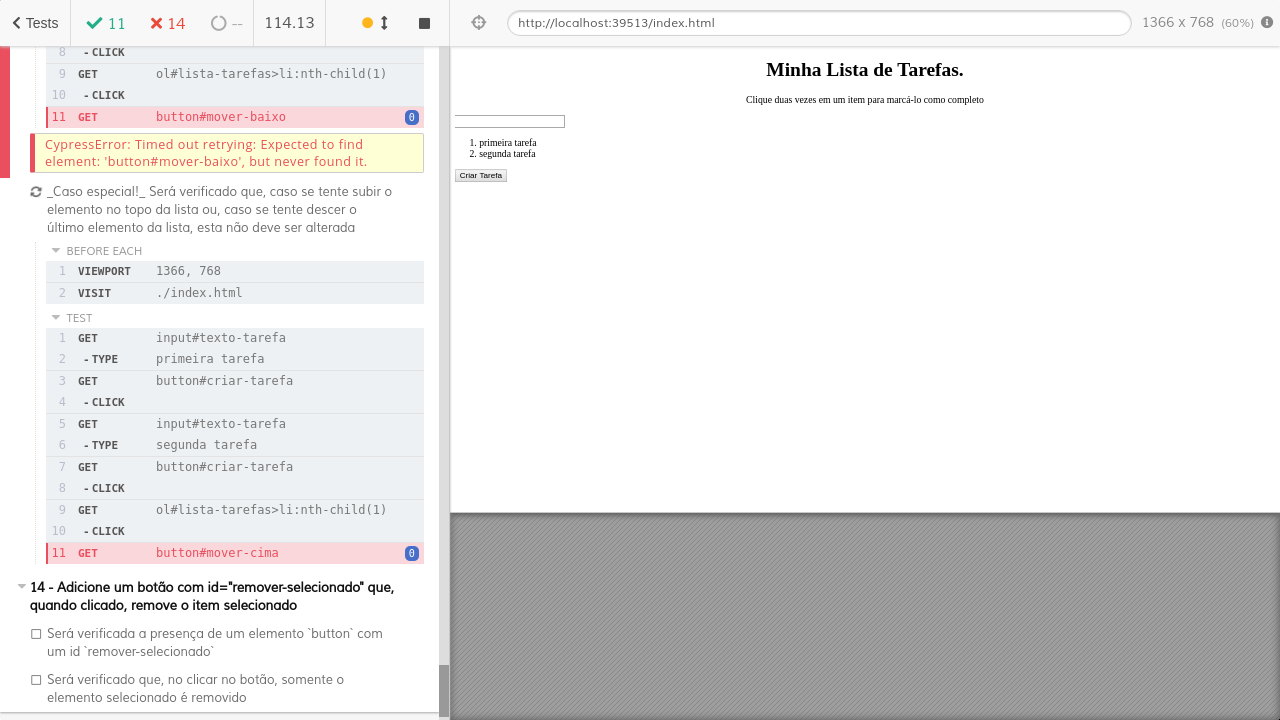 Tests 11 14 -- 114.13 http://localhost:39513/index.html 1366 x 768 (60%)
8 - CLICK
9 GET ol#lista-tarefas>li:nth-child(1)
10 - CLICK
11 GET button#mover-baixo 0
CypressError: Timed out retrying: Expected to find
element: 'button#mover-baixo', but never found it.
_Caso especial!_ Será verificado que, caso se tente subir o
elemento no topo da lista ou, caso se tente descer o
último elemento da lista, esta não deve ser alterada
BEFORE EACH
1 VIEWPORT 1366, 768
2 VISIT ./index.html
TEST
1 GET input#texto-tarefa
2 - TYPE primeira tarefa
3 GET button#criar-tarefa
4 - CLICK
5 GET input#texto-tarefa
6 - TYPE segunda tarefa
7 GET button#criar-tarefa
8 - CLICK
9 GET ol#lista-tarefas>li:nth-child(1)
10 - CLICK
11 GET button#mover-cima 0
14 - Adicione um botão com id="remover-selecionado" que,
quando clicado, remove o item selecionado
Será verificada a presença de um elemento `button` com
um id `remover-selecionado`
Será verificado que, no clicar no botão, somente o
elemento selecionado é removido
Minha Lista de Tarefas.
Clique duas vezes em um item para marcá-lo como completo
1. primeira tarefa
2. segunda tarefa
Criar Tarefa